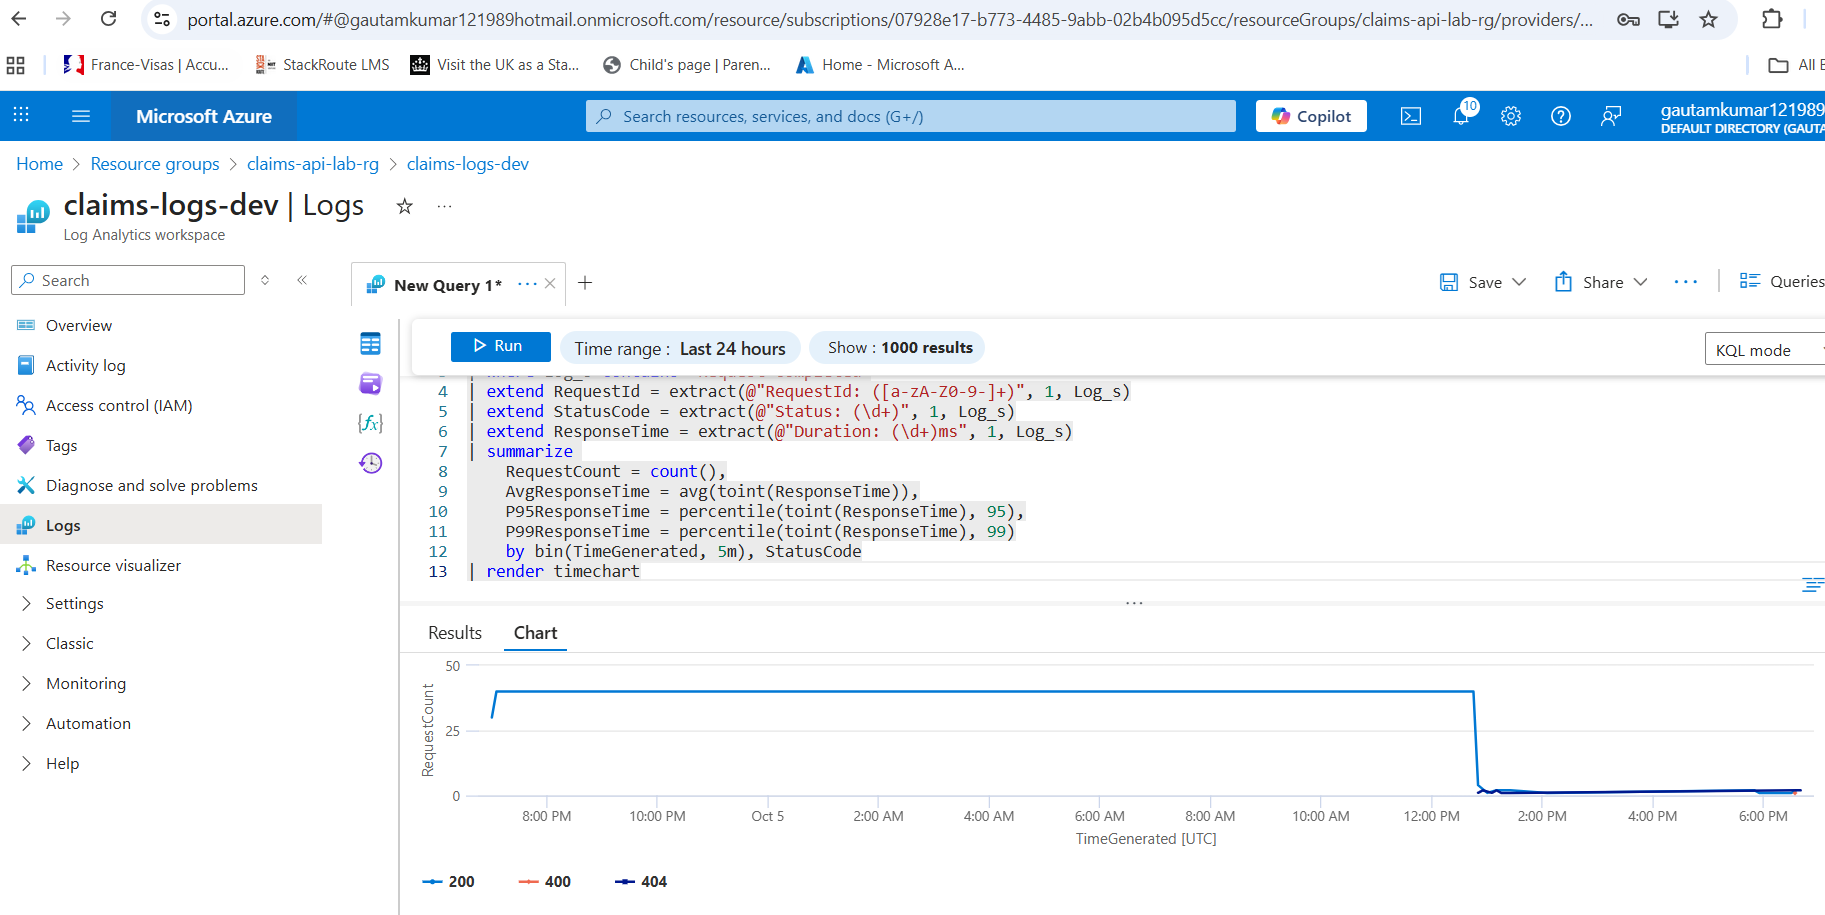 portal.azure.com/#@gautamkumar121989hotmail.onmicrosoft.com/resource/subscriptions/07928e17-b773-4485-9abb-02b4b095d5cc/resourceGroups/claims-api-lab-rg/providers/...
France-Visas | Accu...
StackRoute LMS
Visit the UK as a Sta...
Child's page | Paren...
Home - Microsoft A...
All
Microsoft Azure
Search resources, services, and docs (G+/)
Copilot
10
gautamkumar121989
DEFAULT DIRECTORY (GAUTA
Home > Resource groups > claims-api-lab-rg > claims-logs-dev
claims-logs-dev | Logs
...
Log Analytics workspace
Search
Overview
Activity log
Access control (IAM)
Tags
Diagnose and solve problems
Logs
Resource visualizer
Settings
Classic
Monitoring
Automation
Help
New Query 1*
Save
Share
Queries
Run
Time range : Last 24 hours
Show : 1000 results
KQL mode
4 | extend RequestId = extract(@"RequestId: ([a-zA-Z0-9-]+)", 1, Log_s)
5 | extend StatusCode = extract(@"Status: (\d+)", 1, Log_s)
6 | extend ResponseTime = extract(@"Duration: (\d+)ms", 1, Log_s)
7 | summarize
8 RequestCount = count(),
9 AvgResponseTime = avg(toint(ResponseTime)),
10 P95ResponseTime = percentile(toint(ResponseTime), 95),
11 P99ResponseTime = percentile(toint(ResponseTime), 99)
12 by bin(TimeGenerated, 5m), StatusCode
13 | render timechart
Results
Chart
RequestCount
50
25
0
8:00 PM
10:00 PM
Oct 5
2:00 AM
4:00 AM
6:00 AM
8:00 AM
10:00 AM
12:00 PM
2:00 PM
4:00 PM
6:00 PM
TimeGenerated [UTC]
200
400
404